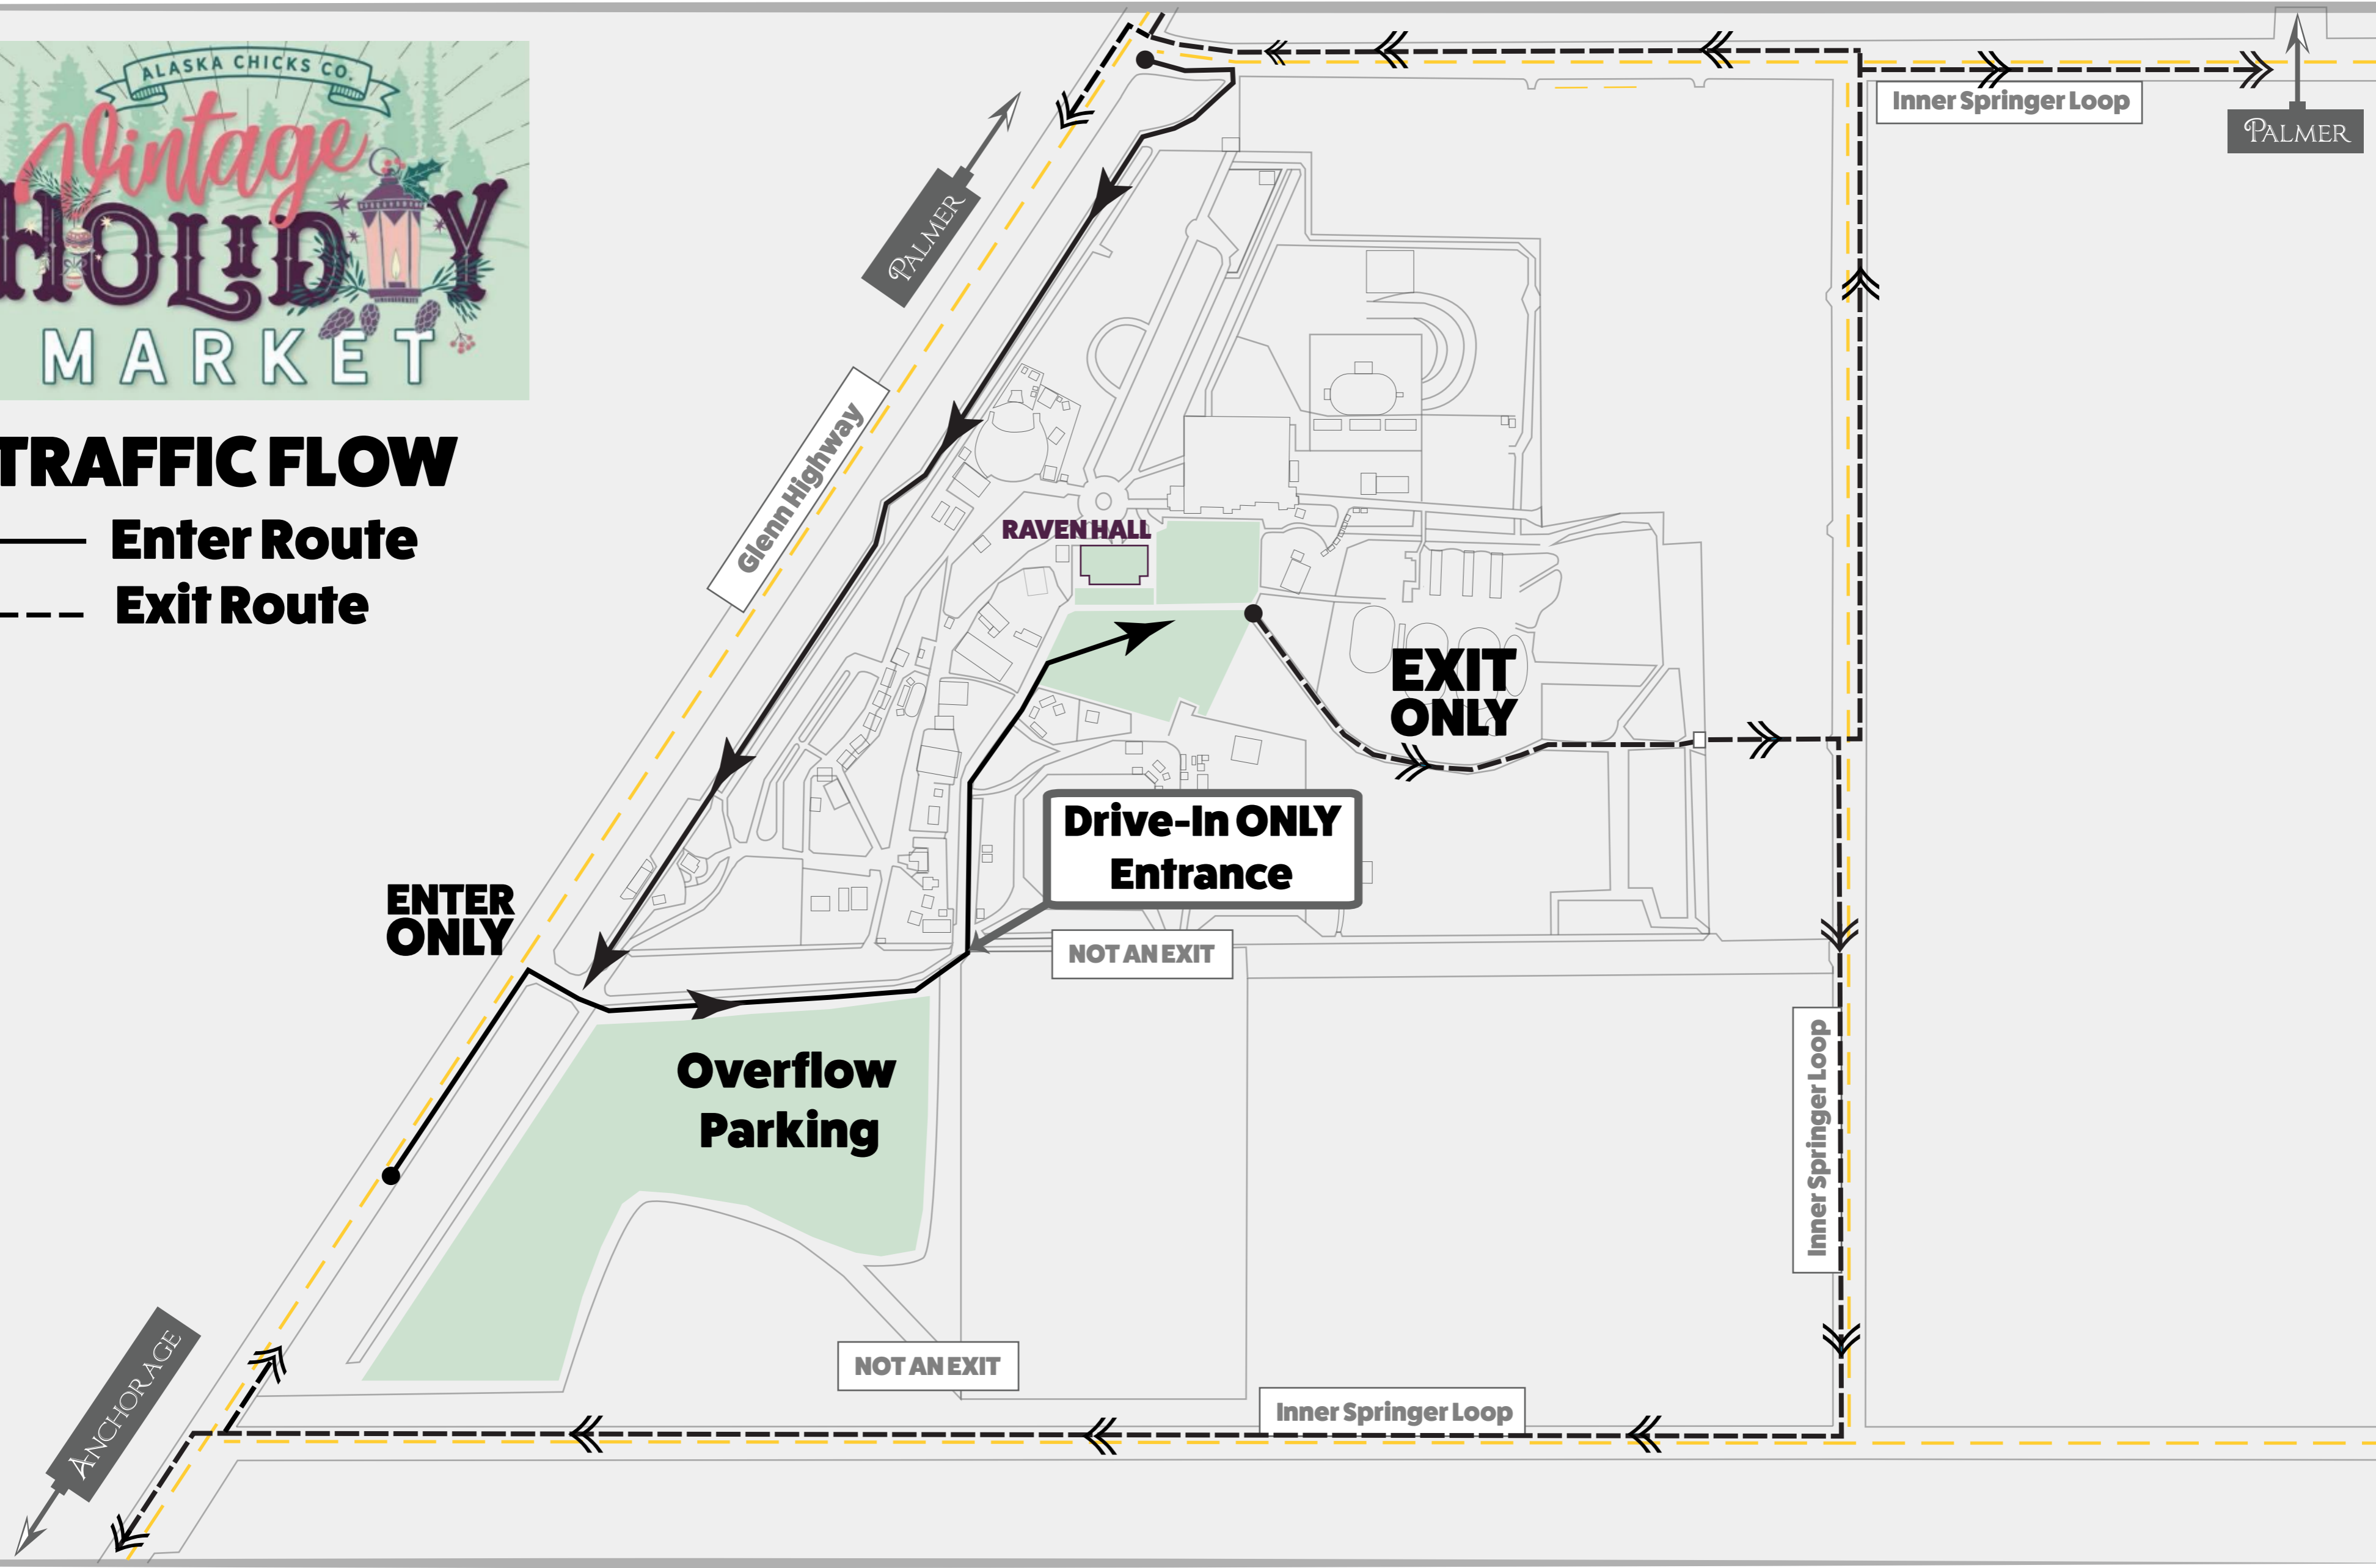 ALASKA CHICKS CO.
Vintage
HOLIDAY
MARKET
TRAFFIC FLOW
Enter Route
Exit Route
PALMER
Glenn Highway
Inner Springer Loop
PALMER
RAVEN HALL
EXIT
ONLY
Drive-In ONLY
Entrance
NOT AN EXIT
ENTER
ONLY
Overflow
Parking
Inner Springer Loop
NOT AN EXIT
Inner Springer Loop
ANCHORAGE